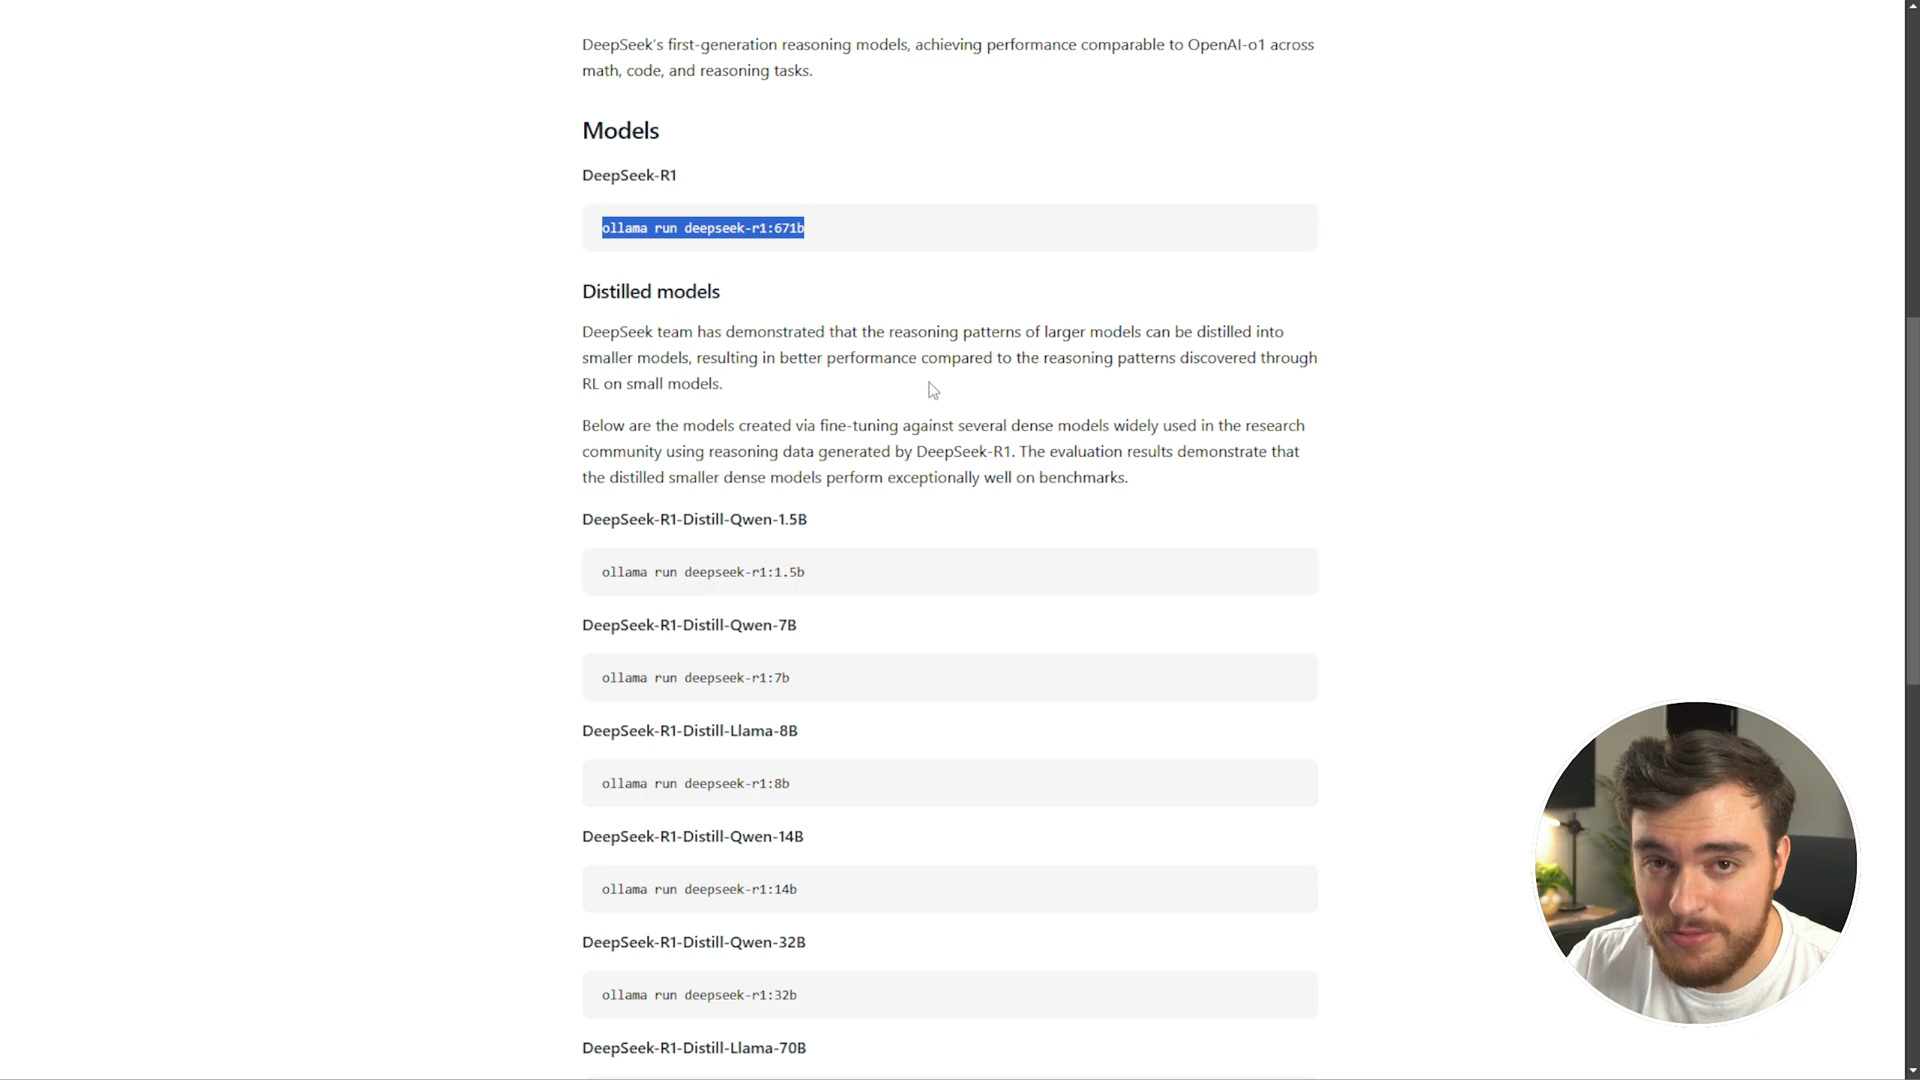 DeepSeek's first-generation reasoning models, achieving performance comparable to OpenAI-o1 across
math, code, and reasoning tasks.
Models
DeepSeek-R1
ollama run deepseek-r1:671b
Distilled models
DeepSeek team has demonstrated that the reasoning patterns of larger models can be distilled into
smaller models, resulting in better performance compared to the reasoning patterns discovered through
RL on small models.
Below are the models created via fine-tuning against several dense models widely used in the research
community using reasoning data generated by DeepSeek-R1. The evaluation results demonstrate that
the distilled smaller dense models perform exceptionally well on benchmarks.
DeepSeek-R1-Distill-Qwen-1.5B
ollama run deepseek-r1:1.5b
DeepSeek-R1-Distill-Qwen-7B
ollama run deepseek-r1:7b
DeepSeek-R1-Distill-Llama-8B
ollama run deepseek-r1:8b
DeepSeek-R1-Distill-Qwen-14B
ollama run deepseek-r1:14b
DeepSeek-R1-Distill-Qwen-32B
ollama run deepseek-r1:32b
DeepSeek-R1-Distill-Llama-70B